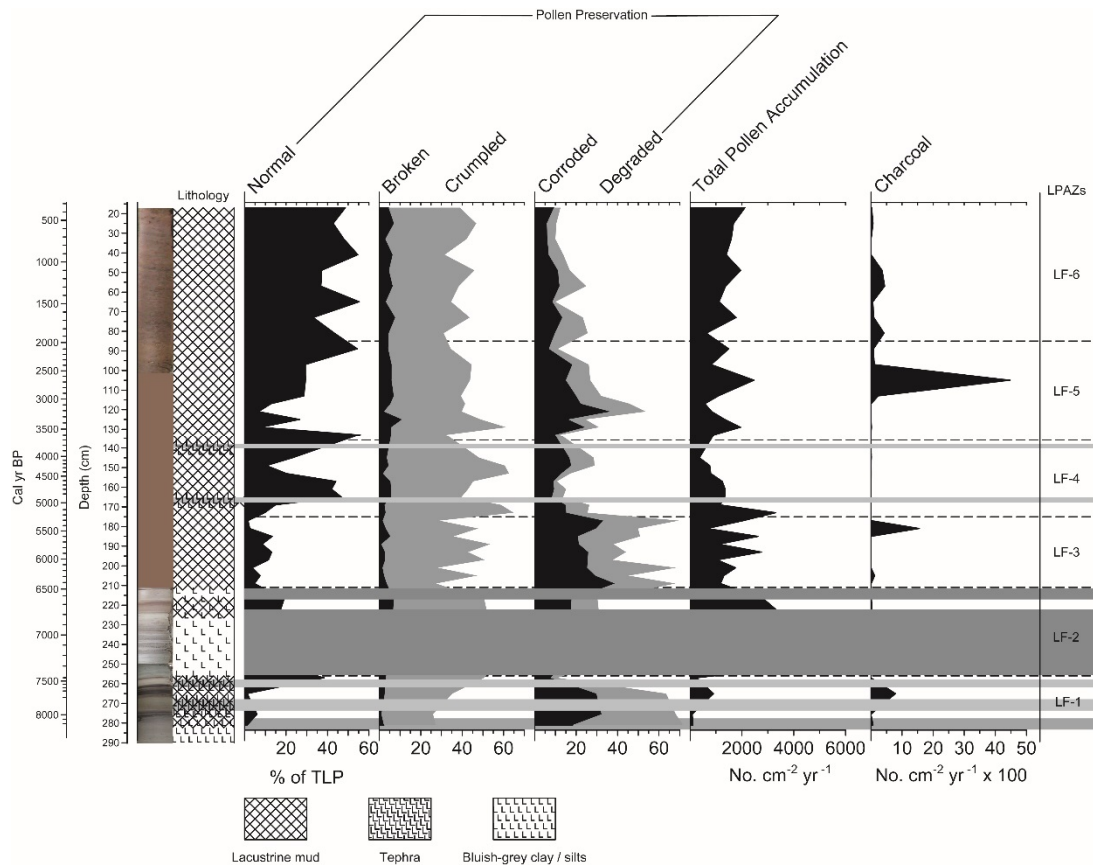 Pollen Preservation
Normal
Broken
Crumpled
Corroded
Degraded
Total Pollen Accumulation
Charcoal
Lithology
LPAZs
Cal yr BP
500
1000
1500
2000
2500
3000
3500
4000
4500
5000
5500
6000
6500
7000
7500
8000
Depth (cm)
20
30
40
50
60
70
80
90
100
110
120
130
140
150
160
170
180
190
200
210
220
230
240
250
260
270
280
290
LF-6
LF-5
LF-4
LF-3
LF-2
LF-1
20 40 60
20 40 60
20 40 60
2000 4000 6000
10 20 30 40 50
% of TLP
No. cm⁻² yr⁻¹
No. cm⁻² yr⁻¹ x 100
Lacustrine mud
Tephra
Bluish-grey clay / silts